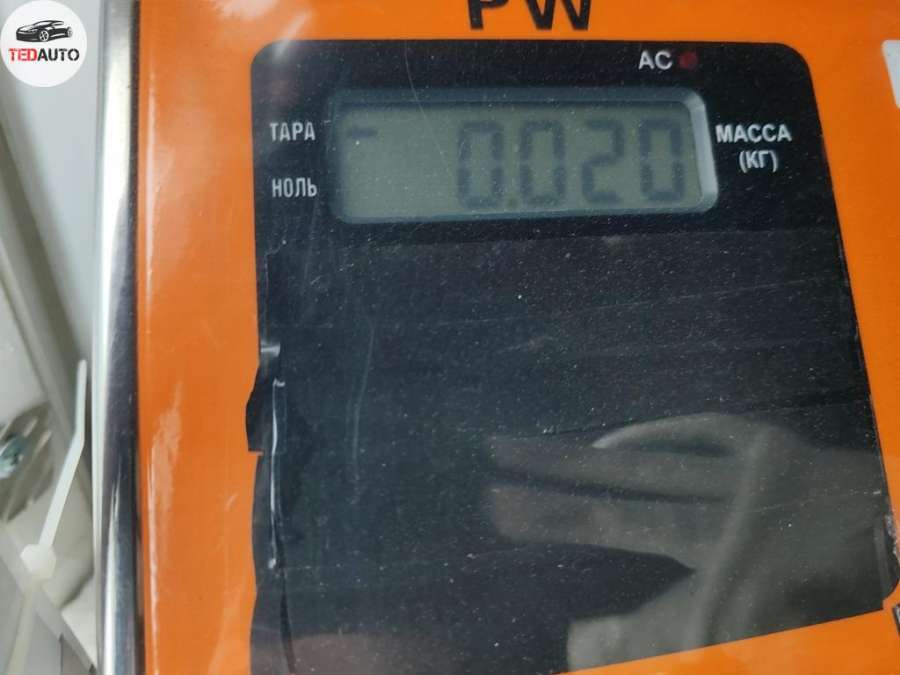 TEDAUTO
PW
AC
ТАРА
0.020
МАССА
(КГ)
НОЛЬ